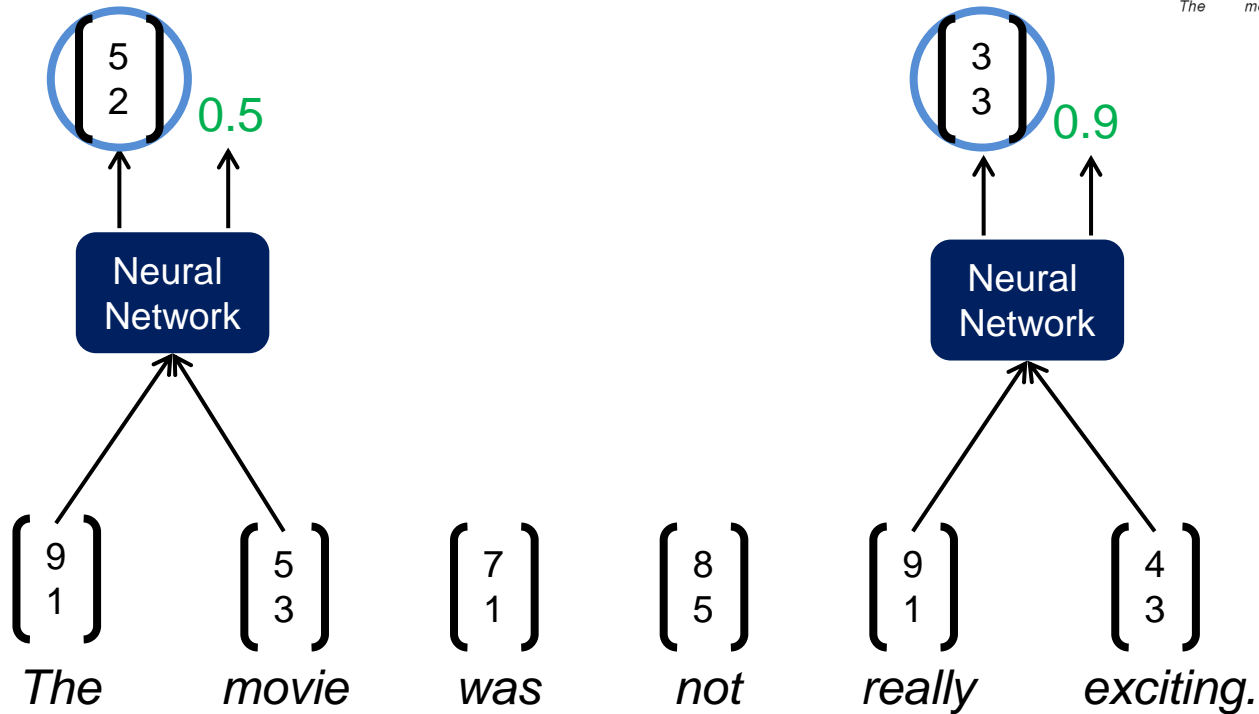 The
5 3
2 3
0.5 0.9
Neural Neural
Network Network
9 5 7 8 9 4
1 3 1 5 1 3
The movie was not really exciting.